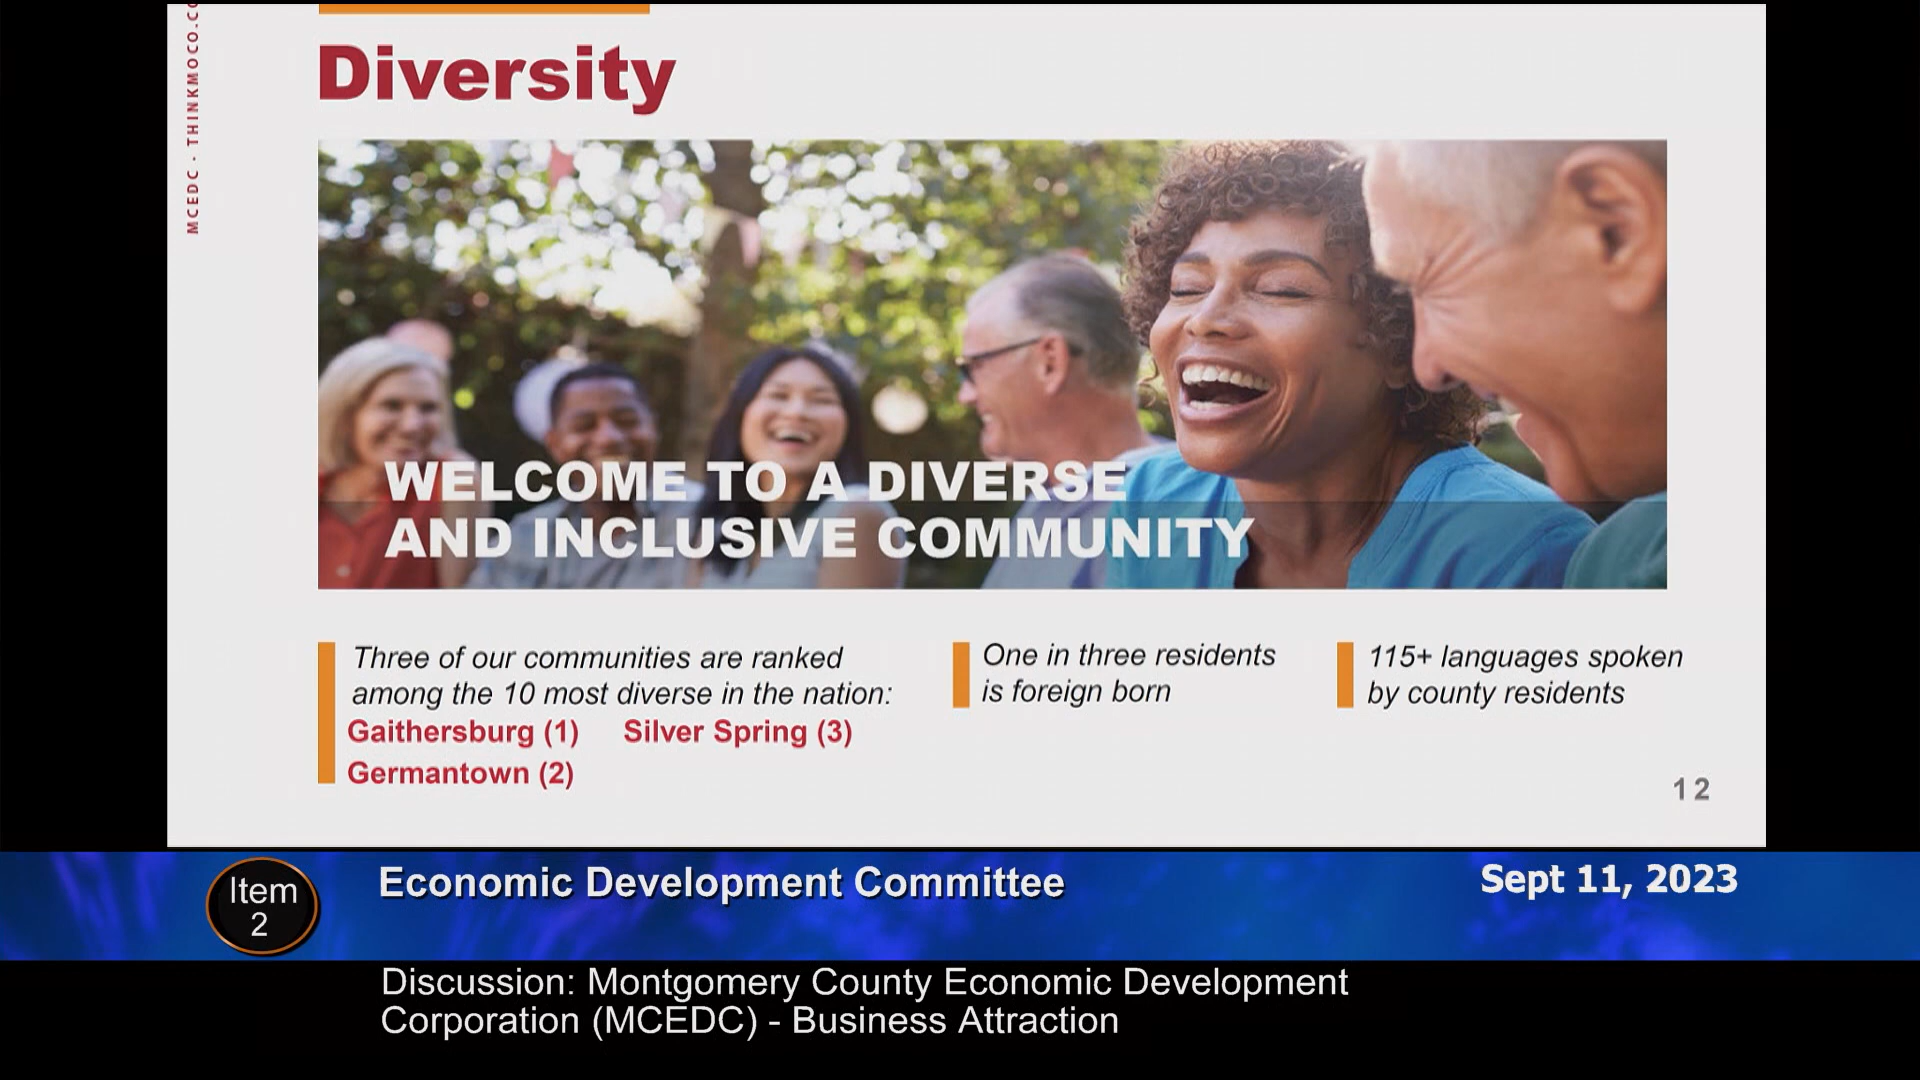 MCEDC · THINKMOCO.C
Diversity
WELCOME TO A DIVERSE
AND INCLUSIVE COMMUNITY
Three of our communities are ranked
among the 10 most diverse in the nation:
Gaithersburg (1) Silver Spring (3)
Germantown (2)
One in three residents
is foreign born
115+ languages spoken
by county residents
12
Item
2
Economic Development Committee
Sept 11, 2023
Discussion: Montgomery County Economic Development
Corporation (MCEDC) - Business Attraction